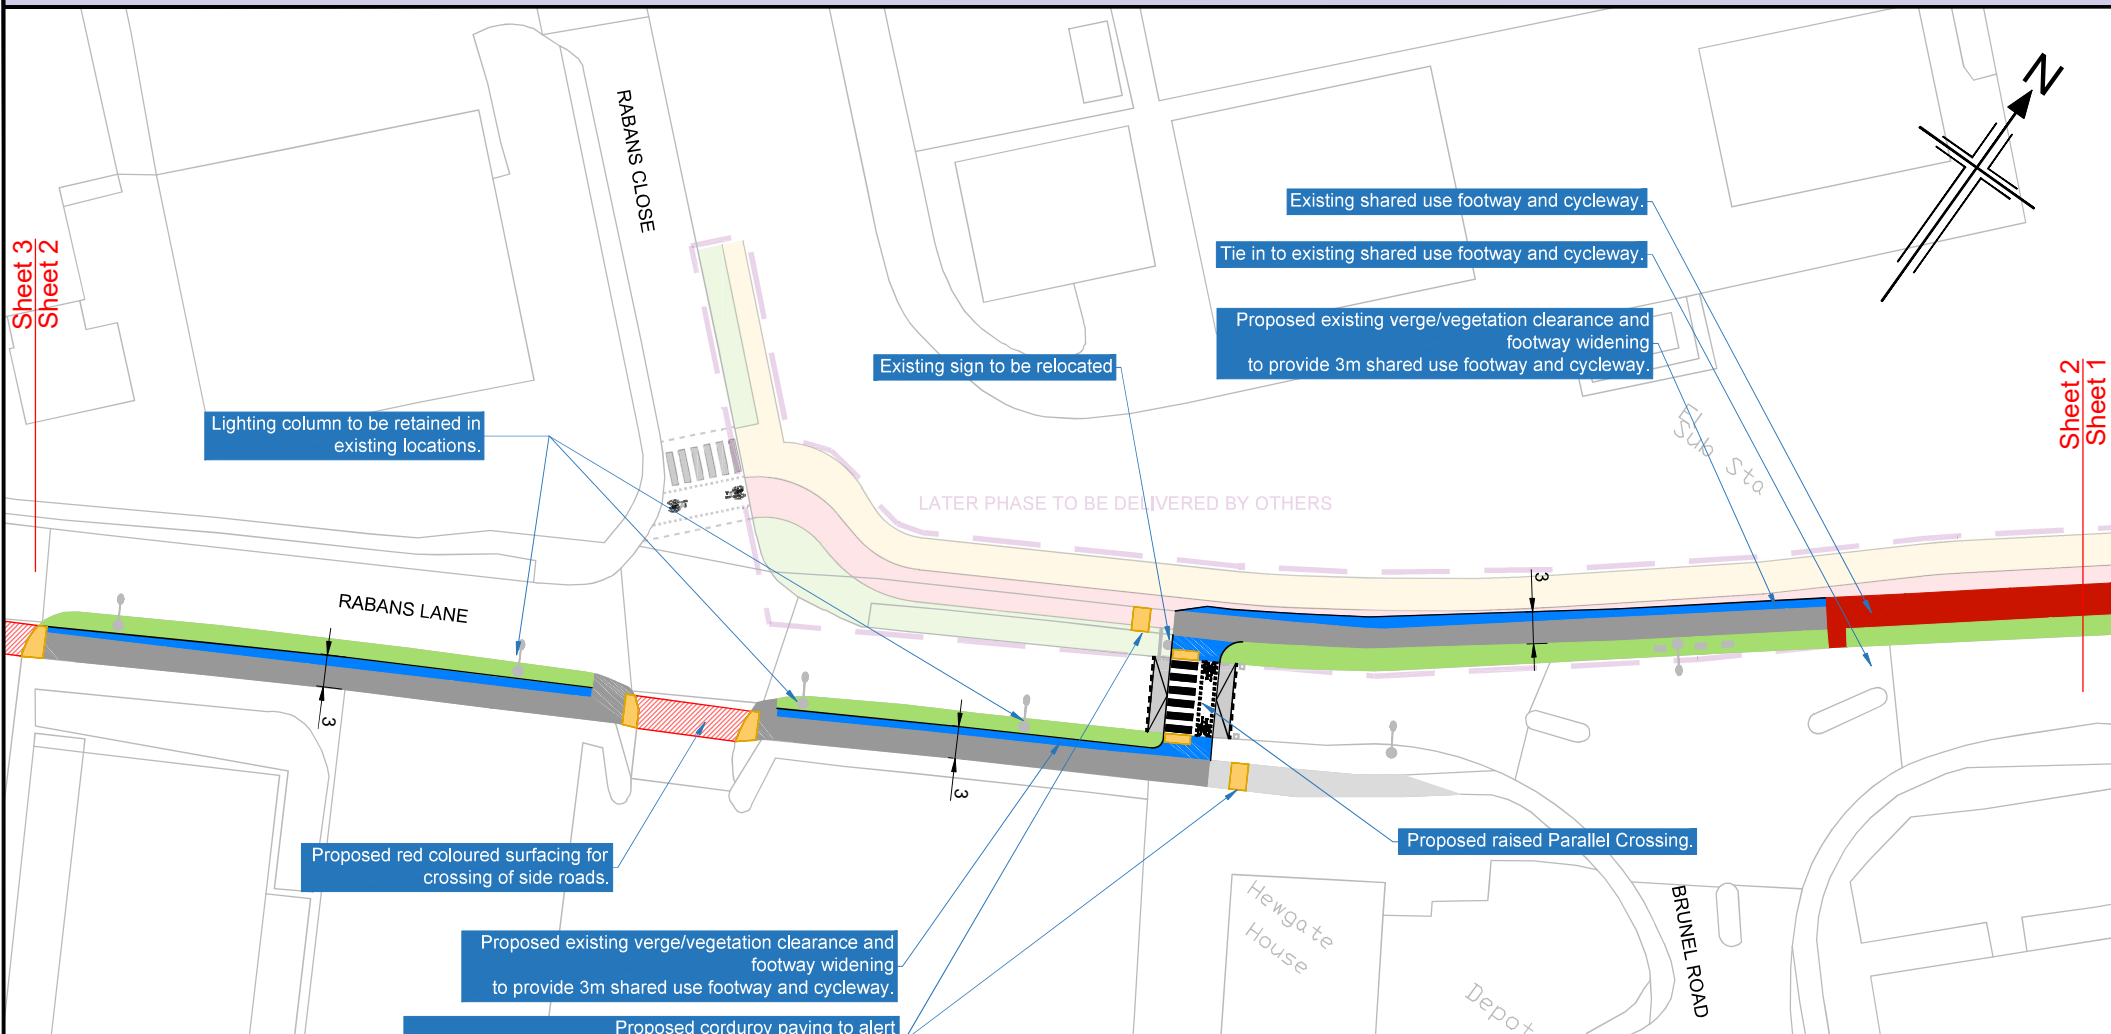 N
RABANS CLOSE
Existing shared use footway and cycleway.
Tie in to existing shared use footway and cycleway.
Sheet 3
Sheet 2
Proposed existing verge/vegetation clearance and
footway widening
to provide 3m shared use footway and cycleway.
Existing sign to be relocated
Sheet 2
Sheet 1
Lighting column to be retained in
existing locations.
El
Sub Sta
LATER PHASE TO BE DELIVERED BY OTHERS
3
RABANS LANE
3
3
Proposed raised Parallel Crossing.
Proposed red coloured surfacing for
crossing of side roads.
Hewgate
House
BRUNEL ROAD
Proposed existing verge/vegetation clearance and
footway widening
to provide 3m shared use footway and cycleway.
Depot
Proposed corduroy paving to alert